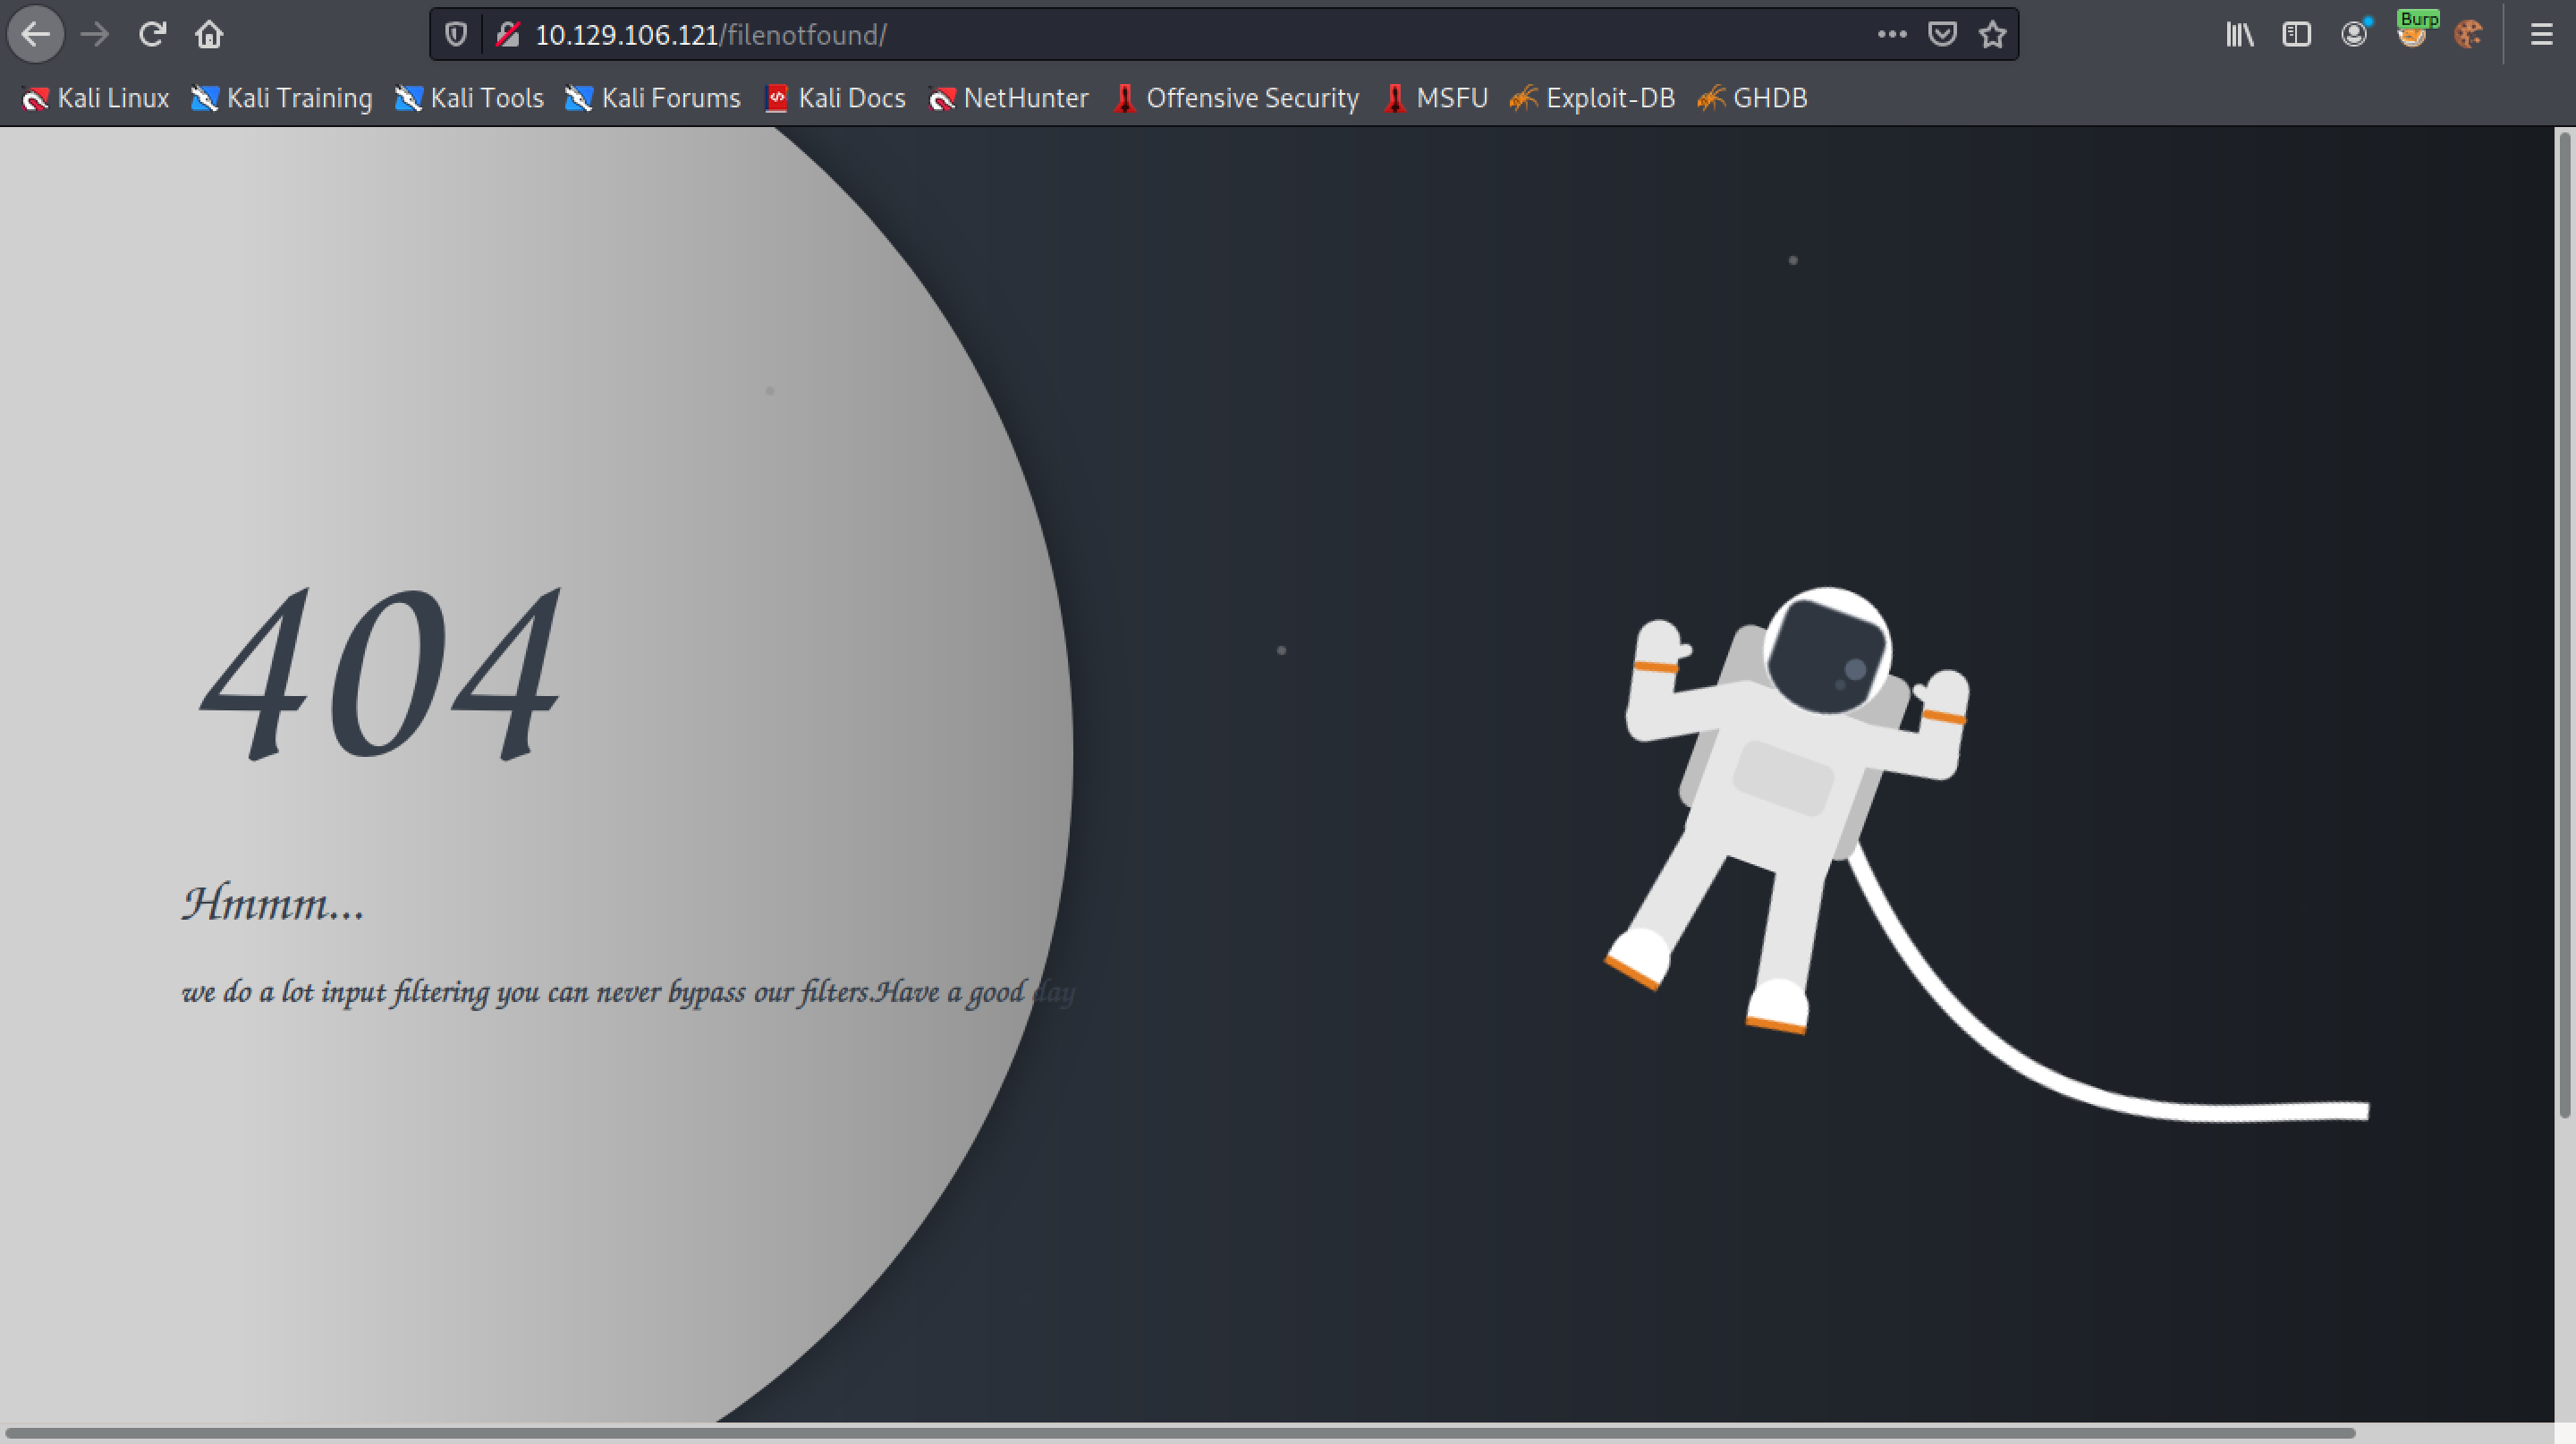 10.129.106.121/filenotfound/
Burp
Kali Linux Kali Training Kali Tools Kali Forums Kali Docs NetHunter Offensive Security MSFU Exploit-DB GHDB
404
Hmmm...
we do a lot input filtering you can never bypass our filters.Have a good day